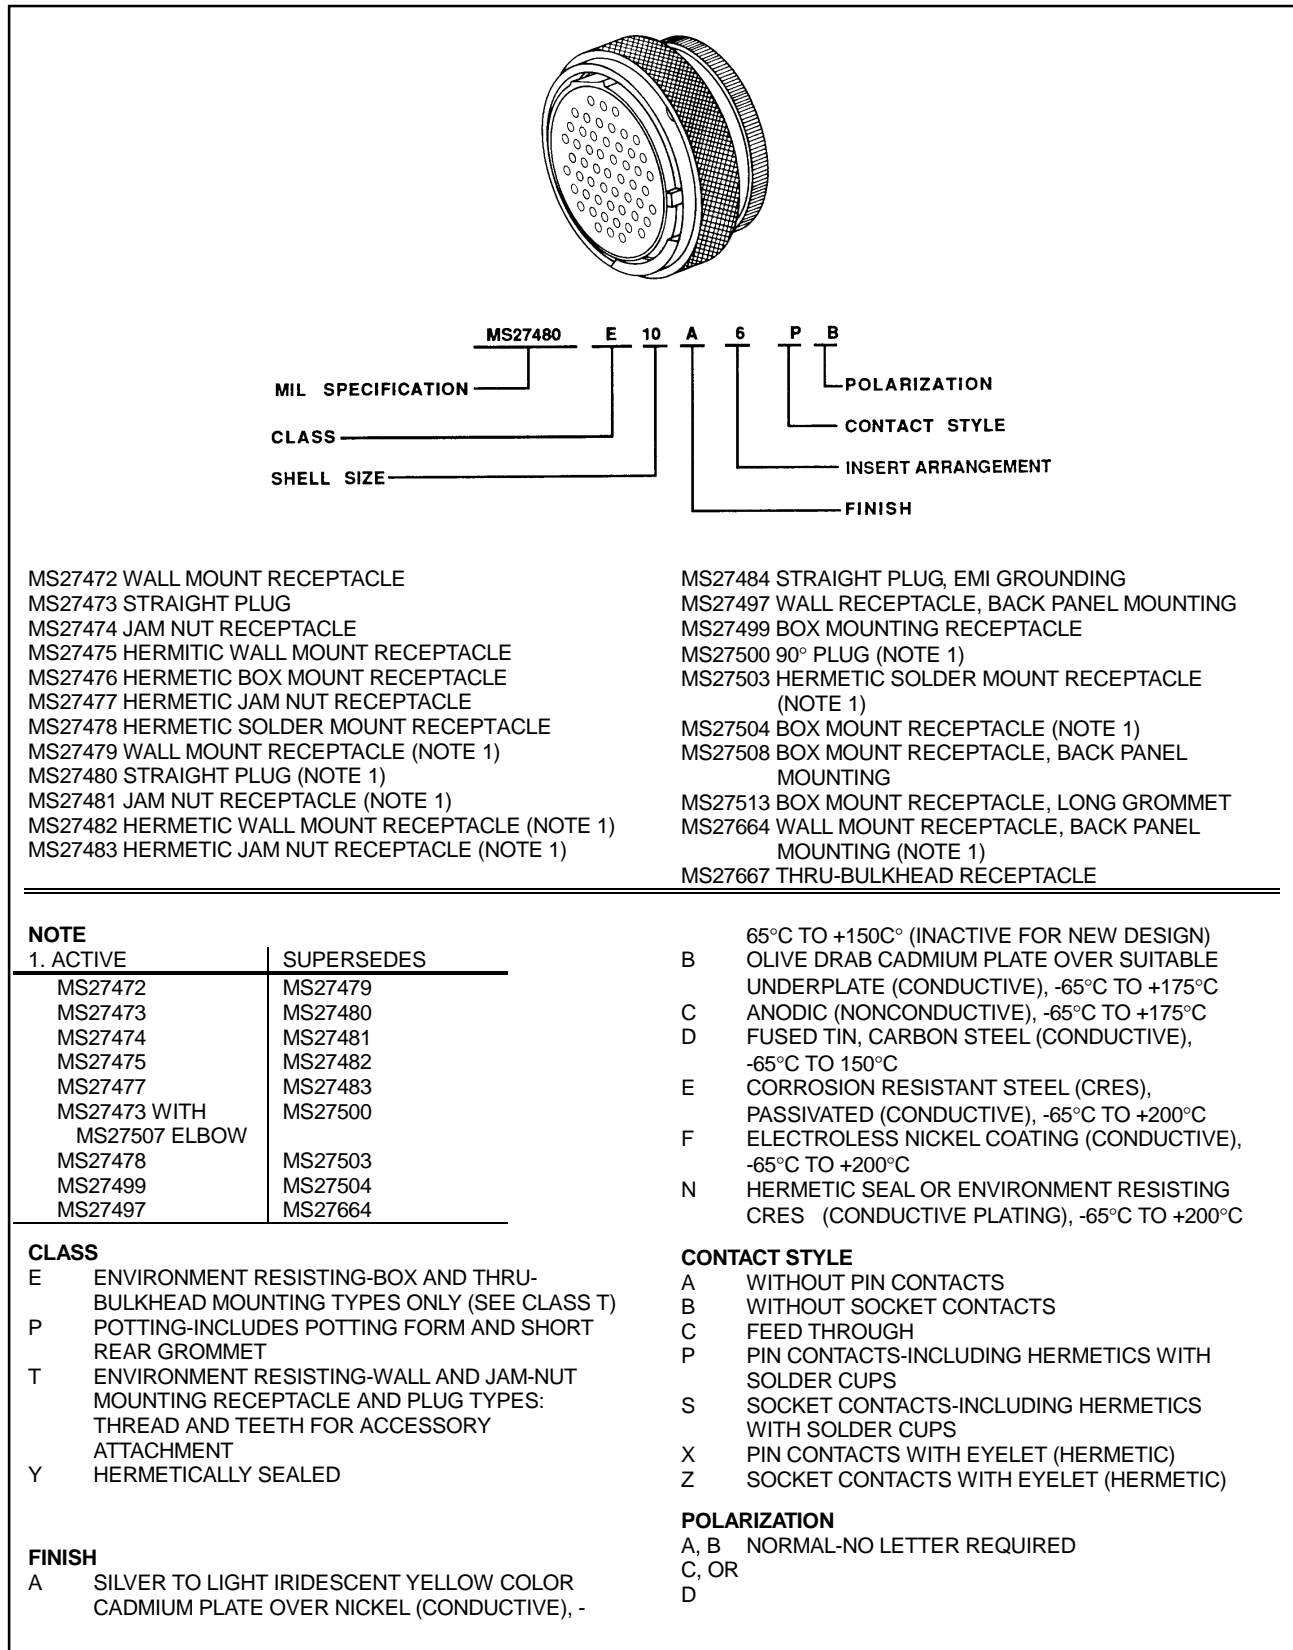 MS27480 E 10 A 6 P B
MIL SPECIFICATION
CLASS
SHELL SIZE
POLARIZATION
CONTACT STYLE
INSERT ARRANGEMENT
FINISH
MS27472 WALL MOUNT RECEPTACLE
MS27473 STRAIGHT PLUG
MS27474 JAM NUT RECEPTACLE
MS27475 HERMITIC WALL MOUNT RECEPTACLE
MS27476 HERMETIC BOX MOUNT RECEPTACLE
MS27477 HERMETIC JAM NUT RECEPTACLE
MS27478 HERMETIC SOLDER MOUNT RECEPTACLE
MS27479 WALL MOUNT RECEPTACLE (NOTE 1)
MS27480 STRAIGHT PLUG (NOTE 1)
MS27481 JAM NUT RECEPTACLE (NOTE 1)
MS27482 HERMETIC WALL MOUNT RECEPTACLE (NOTE 1)
MS27483 HERMETIC JAM NUT RECEPTACLE (NOTE 1)
MS27484 STRAIGHT PLUG, EMI GROUNDING
MS27497 WALL RECEPTACLE, BACK PANEL MOUNTING
MS27499 BOX MOUNTING RECEPTACLE
MS27500 90° PLUG (NOTE 1)
MS27503 HERMETIC SOLDER MOUNT RECEPTACLE
(NOTE 1)
MS27504 BOX MOUNT RECEPTACLE (NOTE 1)
MS27508 BOX MOUNT RECEPTACLE, BACK PANEL
MOUNTING
MS27513 BOX MOUNT RECEPTACLE, LONG GROMMET
MS27664 WALL MOUNT RECEPTACLE, BACK PANEL
MOUNTING (NOTE 1)
MS27667 THRU-BULKHEAD RECEPTACLE
NOTE
1. ACTIVE SUPERSEDES
MS27472 MS27479
MS27473 MS27480
MS27474 MS27481
MS27475 MS27482
MS27477 MS27483
MS27473 WITH MS27500
MS27507 ELBOW
MS27478 MS27503
MS27499 MS27504
MS27497 MS27664
CLASS
E ENVIRONMENT RESISTING-BOX AND THRU-
BULKHEAD MOUNTING TYPES ONLY (SEE CLASS T)
P POTTING-INCLUDES POTTING FORM AND SHORT
REAR GROMMET
T ENVIRONMENT RESISTING-WALL AND JAM-NUT
MOUNTING RECEPTACLE AND PLUG TYPES:
THREAD AND TEETH FOR ACCESSORY
ATTACHMENT
Y HERMETICALLY SEALED
FINISH
A SILVER TO LIGHT IRIDESCENT YELLOW COLOR
CADMIUM PLATE OVER NICKEL (CONDUCTIVE), -
65°C TO +150C° (INACTIVE FOR NEW DESIGN)
B OLIVE DRAB CADMIUM PLATE OVER SUITABLE
UNDERPLATE (CONDUCTIVE), -65°C TO +175°C
C ANODIC (NONCONDUCTIVE), -65°C TO +175°C
D FUSED TIN, CARBON STEEL (CONDUCTIVE),
-65°C TO 150°C
E CORROSION RESISTANT STEEL (CRES),
PASSIVATED (CONDUCTIVE), -65°C TO +200°C
F ELECTROLESS NICKEL COATING (CONDUCTIVE),
-65°C TO +200°C
N HERMETIC SEAL OR ENVIRONMENT RESISTING
CRES (CONDUCTIVE PLATING), -65°C TO +200°C
CONTACT STYLE
A WITHOUT PIN CONTACTS
B WITHOUT SOCKET CONTACTS
C FEED THROUGH
P PIN CONTACTS-INCLUDING HERMETICS WITH
SOLDER CUPS
S SOCKET CONTACTS-INCLUDING HERMETICS
WITH SOLDER CUPS
X PIN CONTACTS WITH EYELET (HERMETIC)
Z SOCKET CONTACTS WITH EYELET (HERMETIC)
POLARIZATION
A, B NORMAL-NO LETTER REQUIRED
C, OR
D